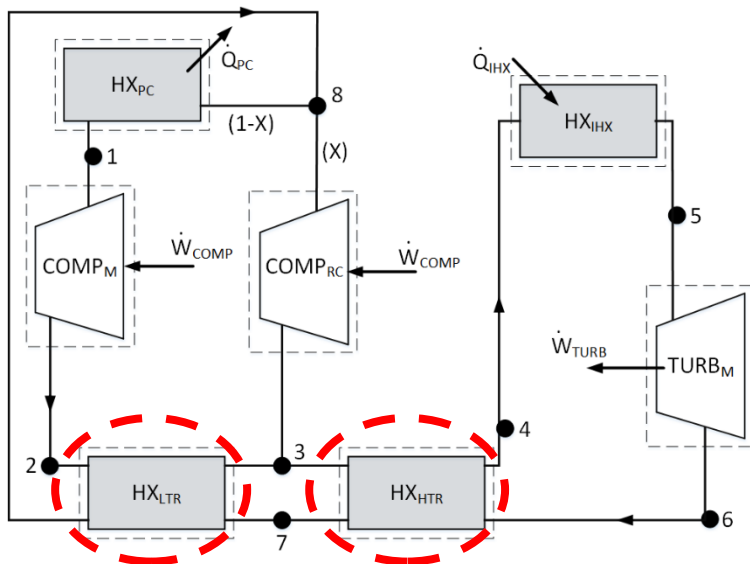 Q̇PC
HXPC
8
(1-X)
(X)
1
Q̇IHX
HXIHX
5
COMPM
ẆCOMP
COMPRC
ẆCOMP
ẆTURB
TURBM
4
2
3
HXLTR
HXHTR
7
6